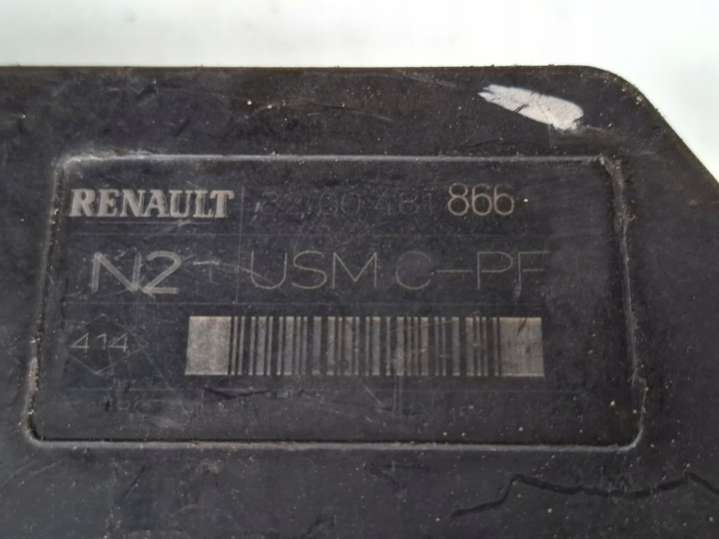 RENAULT 8200 481 866
N2 USM C-PF
414